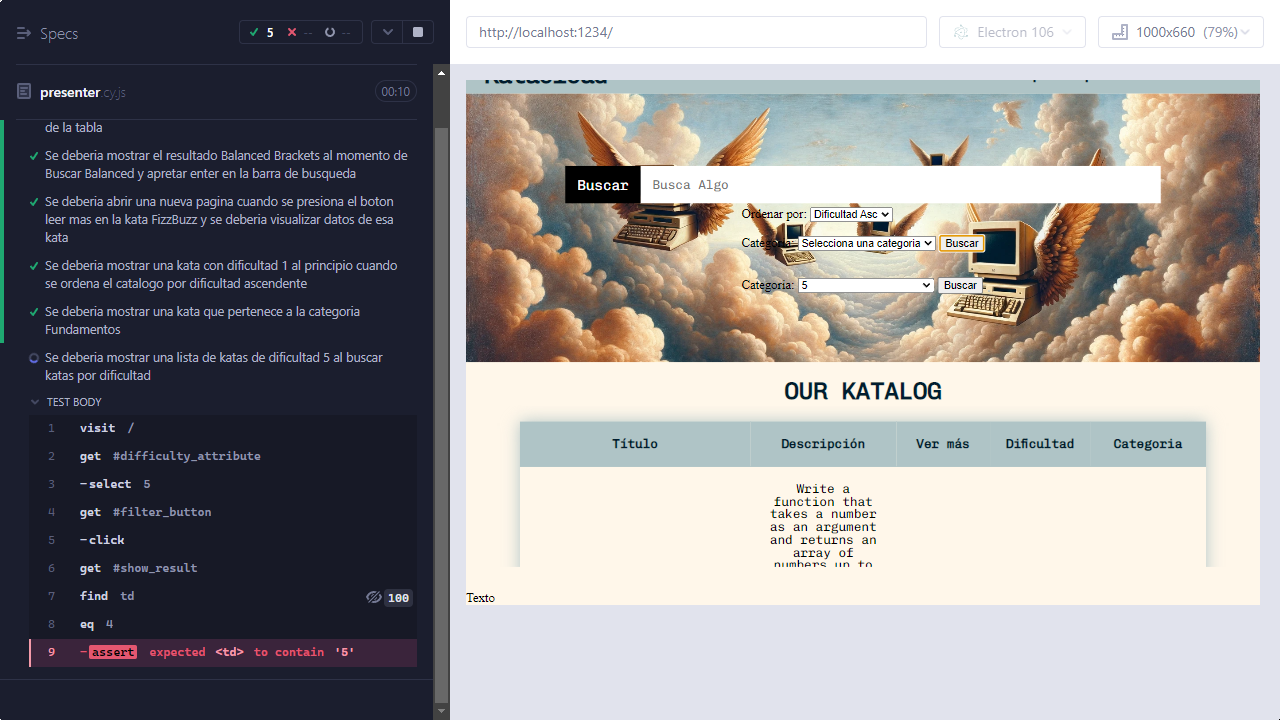 Specs
5
--
--
presenter.cy.js
00:10
de la tabla
Se deberia mostrar el resultado Balanced Brackets al momento de
Buscar Balanced y apretar enter en la barra de busqueda
Se deberia abrir una nueva pagina cuando se presiona el boton
leer mas en la kata FizzBuzz y se deberia visualizar datos de esa
kata
Se deberia mostrar una kata con dificultad 1 al principio cuando
se ordena el catalogo por dificultad ascendente
Se deberia mostrar una kata que pertenece a la categoria
Fundamentos
Se deberia mostrar una lista de katas de dificultad 5 al buscar
katas por dificultad
TEST BODY
1 visit /
2 get #difficulty_attribute
3 -select 5
4 get #filter_button
5 -click
6 get #show_result
7 find td 100
8 eq 4
9 -assert expected <td> to contain '5'
http://localhost:1234/
Electron 106
1000x660 (79%)
Buscar Busca Algo
Ordenar por: Dificultad Asc
Categoria: Selecciona una categoria Buscar
Categoria: 5 Buscar
OUR KATALOG
Título Descripción Ver más Dificultad Categoria
Write a
function that
takes a number
as an argument
and returns an
array of
numbers up to
Texto